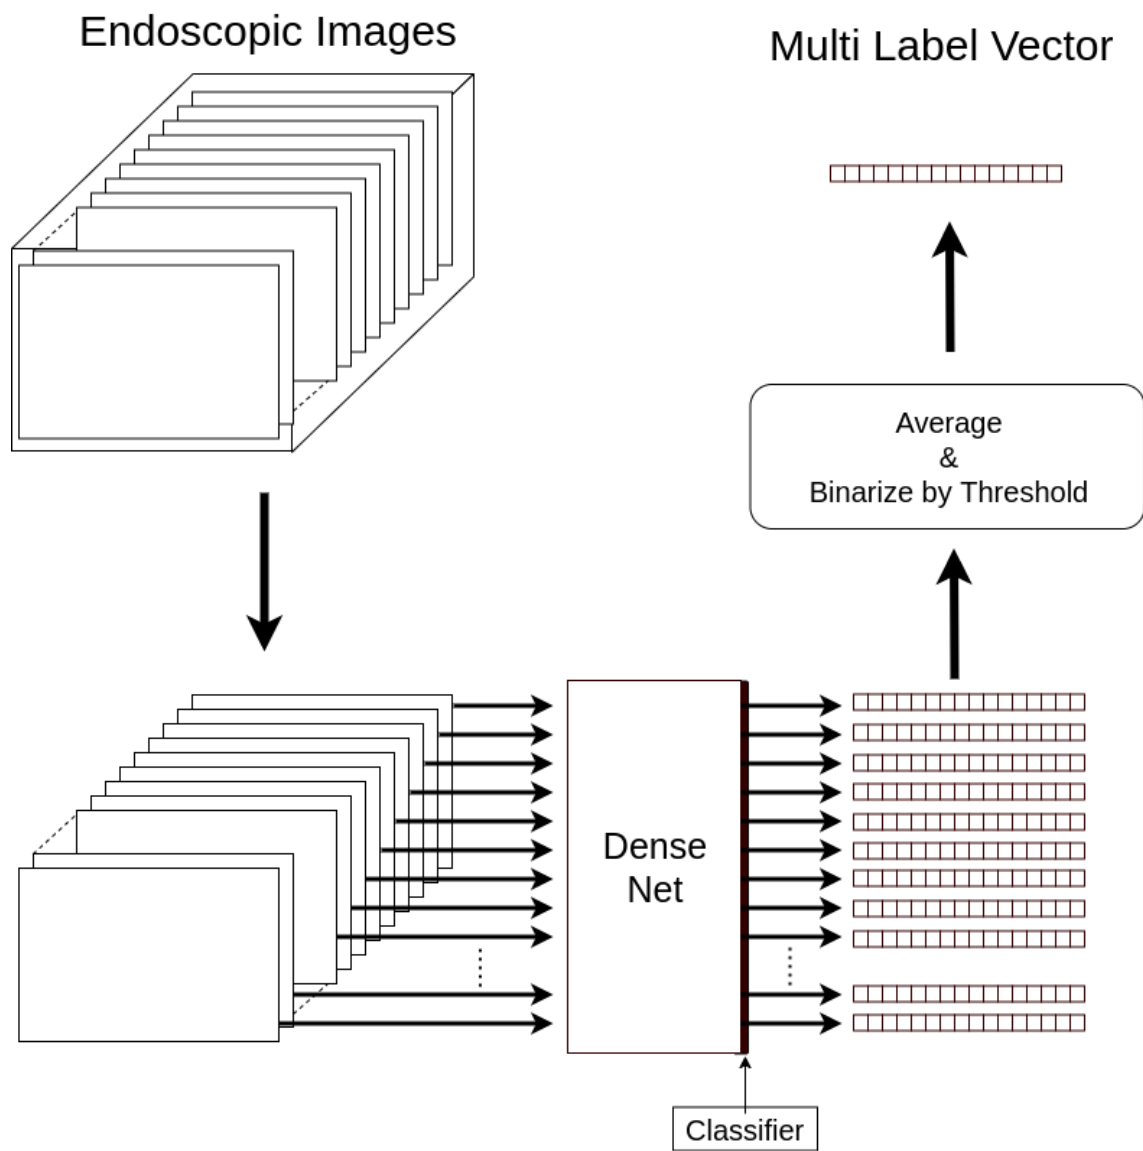 Endoscopic Images
Multi Label Vector
Average
&
Binarize by Threshold
Dense
Net
Classifier